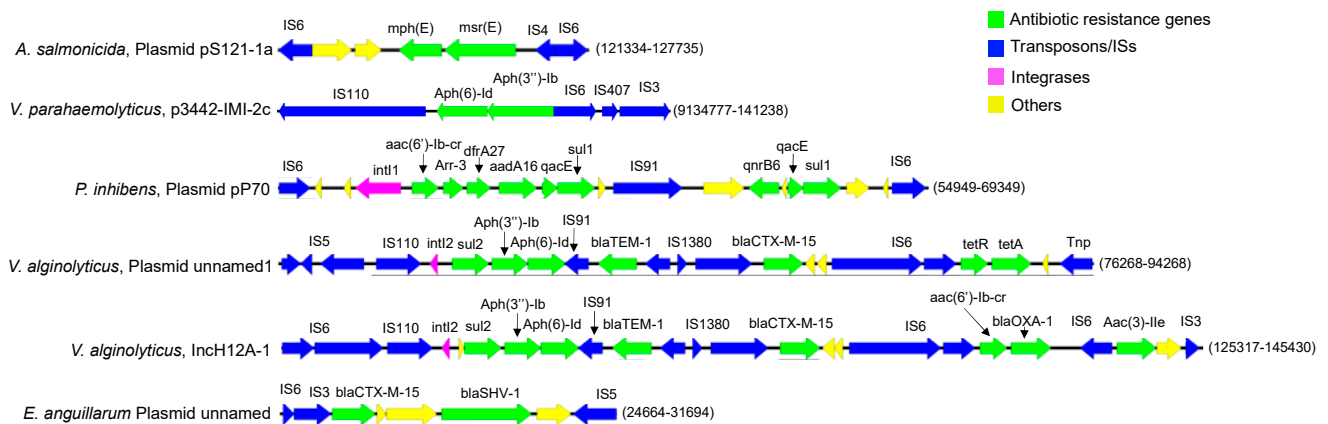 IS6 mph(E) msr(E) IS4 IS6
A. salmonicida, Plasmid pS121-1a (121334-127735)
Antibiotic resistance genes
Transposons/ISs
Integrases
Others
IS110 Aph(6)-Id Aph(3'')-Ib IS6 IS407 IS3
V. parahaemolyticus, p3442-IMI-2c (9134777-141238)
IS6 intI1 aac(6')-Ib-cr Arr-3 dfrA27 aadA16 qacE sul1 IS91 qnrB6 qacE sul1 IS6
P. inhibens, Plasmid pP70 (54949-69349)
IS5 IS110 intI2 sul2 Aph(3'')-Ib Aph(6)-Id IS91 blaTEM-1 IS1380 blaCTX-M-15 IS6 tetR tetA Tnp
V. alginolyticus, Plasmid unnamed1 (76268-94268)
IS6 IS110 intI2 sul2 Aph(3'')-Ib Aph(6)-Id IS91 blaTEM-1 IS1380 blaCTX-M-15 IS6 aac(6')-Ib-cr blaOXA-1 IS6 Aac(3)-IIe IS3
V. alginolyticus, IncH12A-1 (125317-145430)
IS6 IS3 blaCTX-M-15 blaSHV-1 IS5
E. anguillarum Plasmid unnamed (24664-31694)